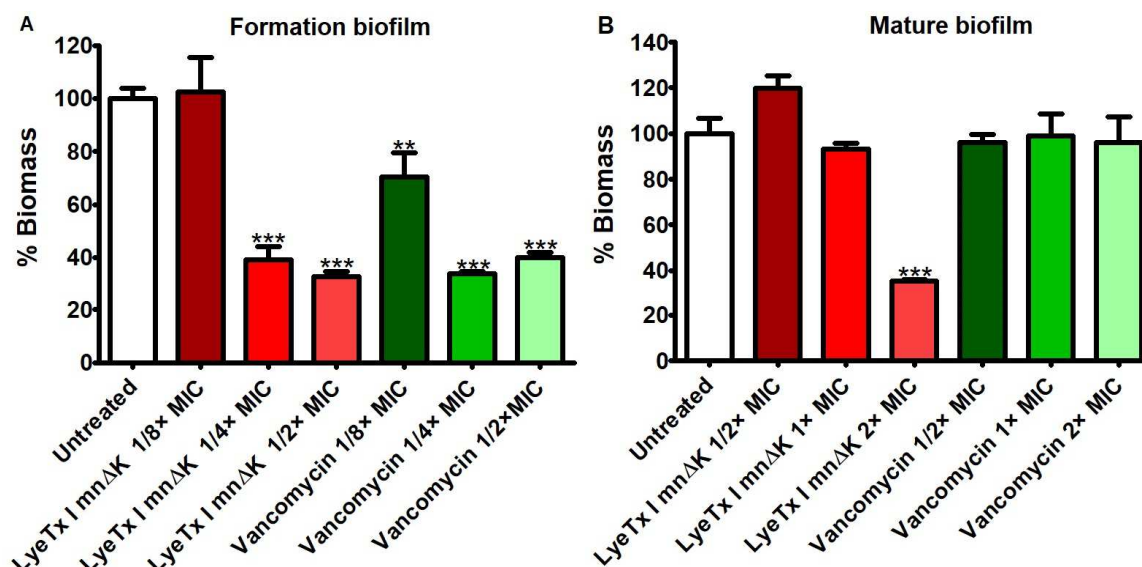 A
Formation biofilm
% Biomass
120
100
80
60
40
20
0
***
***
**
***
***
Untreated
LyeTx I mnΔK 1/8× MIC
LyeTx I mnΔK 1/4× MIC
LyeTx I mnΔK 1/2× MIC
Vancomycin 1/8× MIC
Vancomycin 1/4× MIC
Vancomycin 1/2×MIC
B
Mature biofilm
% Biomass
140
120
100
80
60
40
20
0
***
Untreated
LyeTx I mnΔK 1/2× MIC
LyeTx I mnΔK 1× MIC
LyeTx I mnΔK 2× MIC
Vancomycin 1/2× MIC
Vancomycin 1× MIC
Vancomycin 2× MIC